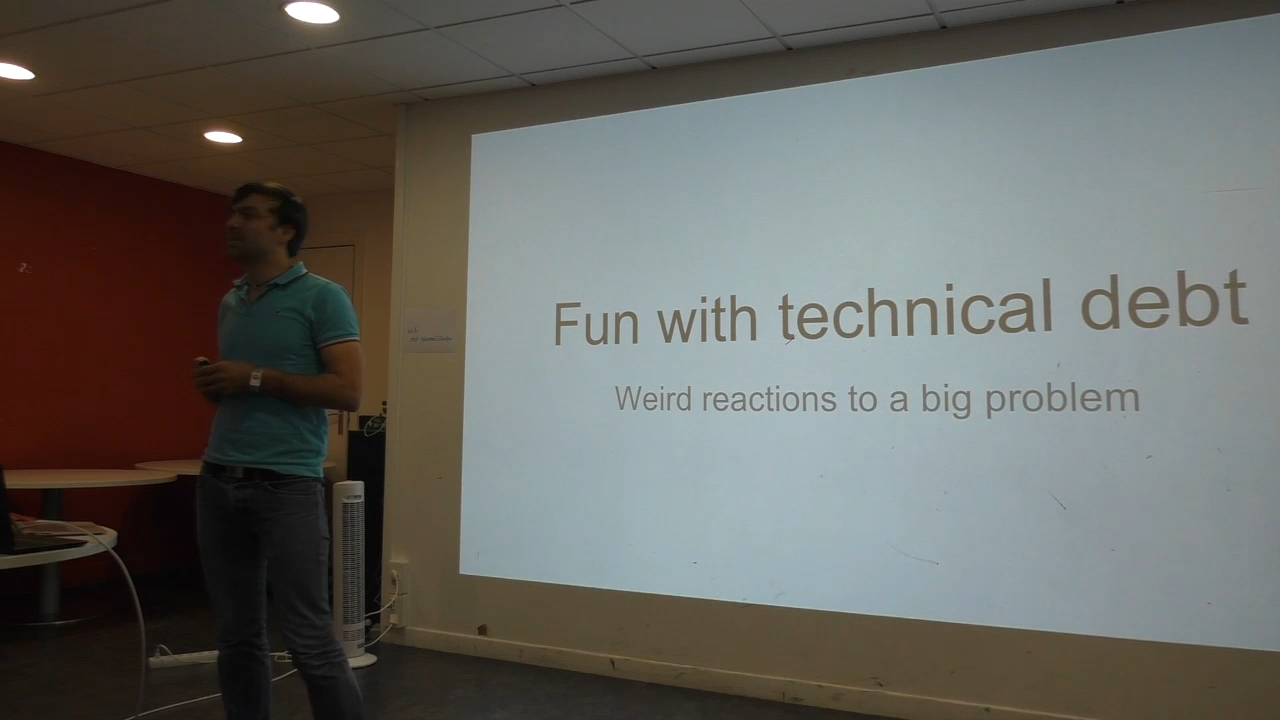 Fun with technical debt
Weird reactions to a big problem